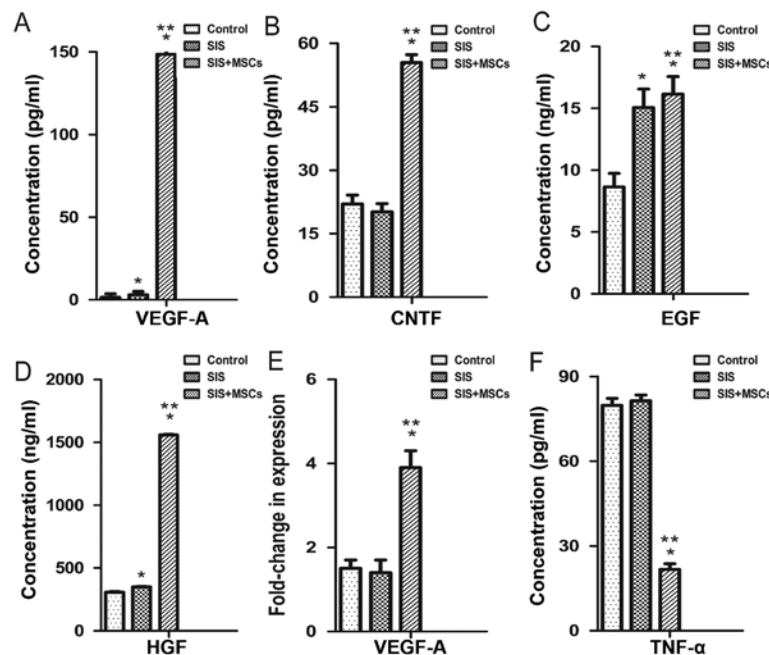 A
Control
SIS
SIS+MSCs
**
*
*
Concentration (pg/ml)
150
100
50
0
VEGF-A
B
Control
SIS
SIS+MSCs
**
*
Concentration (pg/ml)
60
45
30
15
0
CNTF
C
Control
SIS
SIS+MSCs
*
**
*
Concentration (ng/ml)
20
15
10
5
0
EGF
D
Control
SIS
SIS+MSCs
**
*
*
Concentration (ng/ml)
2000
1500
1000
500
0
HGF
E
Control
SIS
SIS+MSCs
**
*
Fold-change in expression
6
4
2
0
VEGF-A
F
Control
SIS
SIS+MSCs
**
*
Concentration (pg/ml)
90
60
30
0
TNF-α